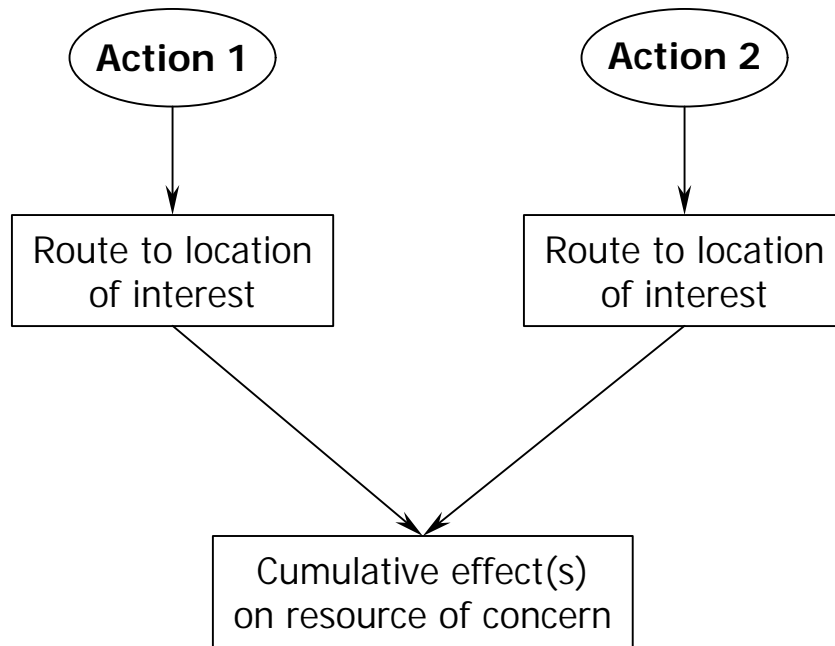 Action 1
Action 2
Route to location
of interest
Route to location
of interest
Cumulative effect(s)
on resource of concern